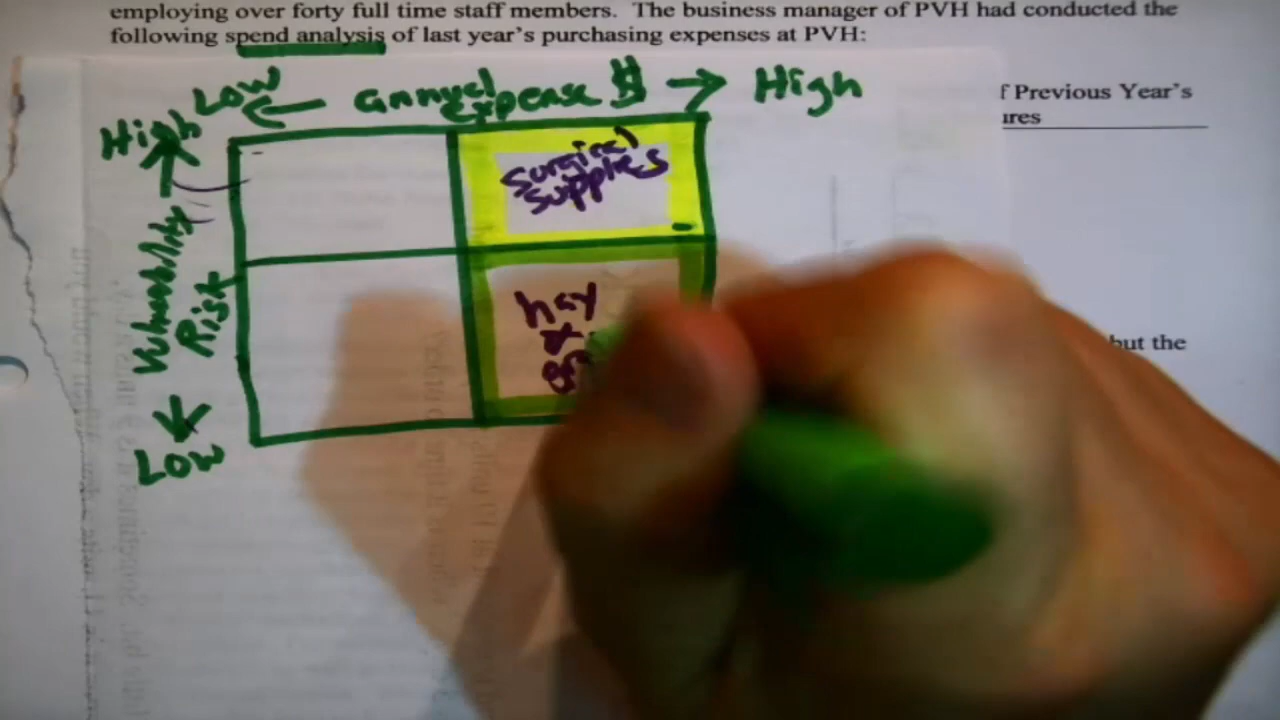 employing over forty full time staff members. The business manager of PVH had conducted the
following spend analysis of last year's purchasing expenses at PVH:
f Previous Year's
ures
Low ← annual expense $ → High
High
Vulnerability
Risk
Low
Surgical
Supplies
hay
&
but the